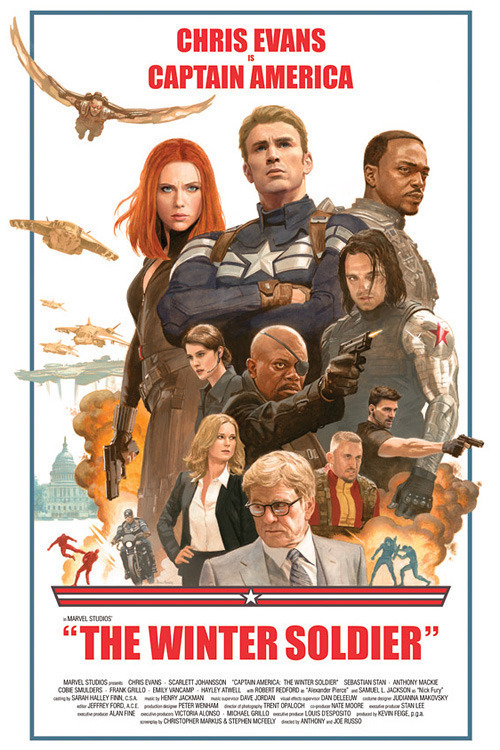 CHRIS EVANS
IS
CAPTAIN AMERICA
IN MARVEL STUDIOS'
"THE WINTER SOLDIER"
MARVEL STUDIOS presents CHRIS EVANS · SCARLETT JOHANSSON "CAPTAIN AMERICA: THE WINTER SOLDIER" SEBASTIAN STAN · ANTHONY MACKIE
COBIE SMULDERS · FRANK GRILLO · EMILY VANCAMP · HAYLEY ATWELL with ROBERT REDFORD as "Alexander Pierce" and SAMUEL L. JACKSON as "Nick Fury"
casting by SARAH HALLEY FINN, C.S.A. music by HENRY JACKMAN music supervisor DAVE JORDAN visual effects supervisor DAN DELEEUW costume designer JUDIANNA MAKOVSKY
editor JEFFREY FORD, A.C.E. production designer PETER WENHAM director of photography TRENT OPALOCH co-producer NATE MOORE executive producer STAN LEE
executive producer ALAN FINE executive producers VICTORIA ALONSO · MICHAEL GRILLO executive producer LOUIS D'ESPOSITO produced by KEVIN FEIGE, p.g.a.
screenplay by CHRISTOPHER MARKUS & STEPHEN MCFEELY directed by ANTHONY and JOE RUSSO